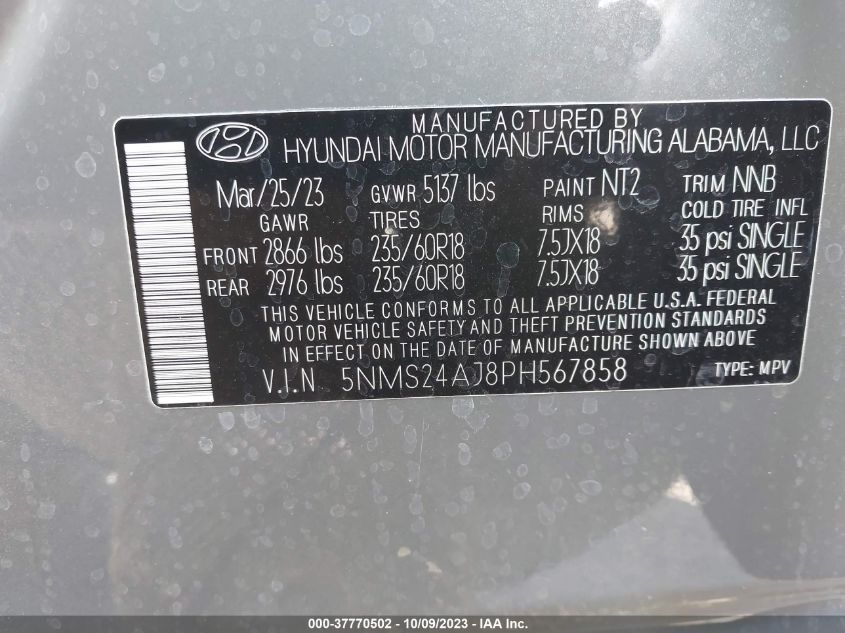 MANUFACTURED BY
HYUNDAI MOTOR MANUFACTURING ALABAMA, LLC
Mar/25/23 GVWR 5137 lbs PAINT NT2 TRIM NNB
GAWR TIRES RIMS COLD TIRE INFL
FRONT 2866 lbs 235/60R18 7.5JX18 35 psi SINGLE
REAR 2976 lbs 235/60R18 7.5JX18 35 psi SINGLE
THIS VEHICLE CONFORMS TO ALL APPLICABLE U.S.A. FEDERAL
MOTOR VEHICLE SAFETY AND THEFT PREVENTION STANDARDS
IN EFFECT ON THE DATE OF MANUFACTURE SHOWN ABOVE
V.I.N. 5NMS24AJ8PH567858 TYPE: MPV
000-37770502 - 10/09/2023 - IAA Inc.